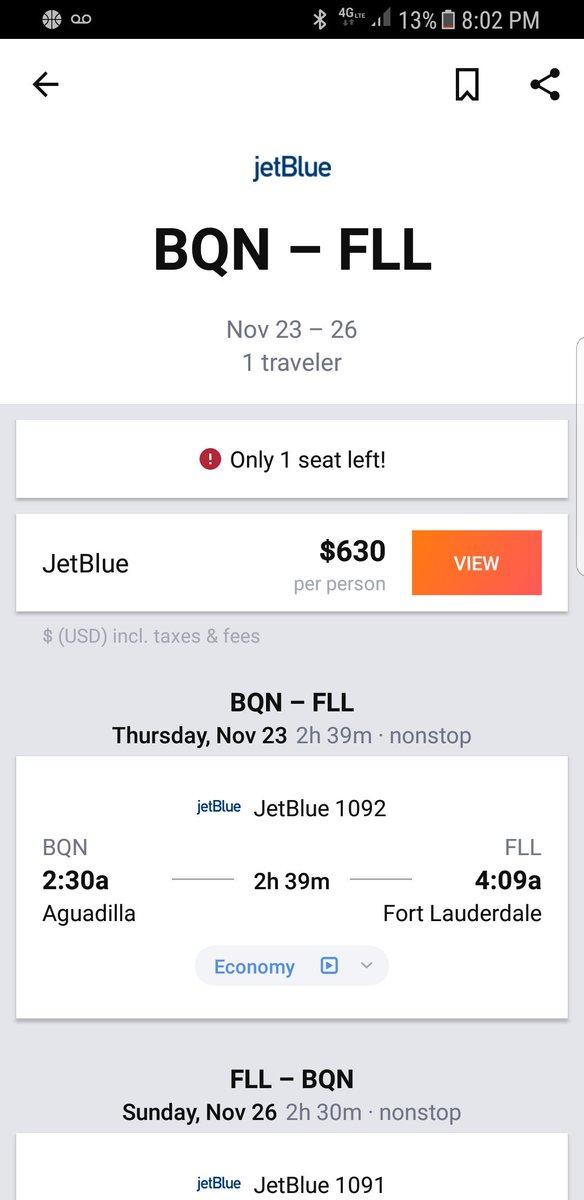 4G LTE 13% 8:02 PM
jetBlue
BQN – FLL
Nov 23 – 26
1 traveler
Only 1 seat left!
JetBlue $630 VIEW
per person
$ (USD) incl. taxes & fees
BQN – FLL
Thursday, Nov 23 2h 39m · nonstop
jetBlue JetBlue 1092
BQN FLL
2:30a 2h 39m 4:09a
Aguadilla Fort Lauderdale
Economy
FLL – BQN
Sunday, Nov 26 2h 30m · nonstop
jetBlue JetBlue 1091